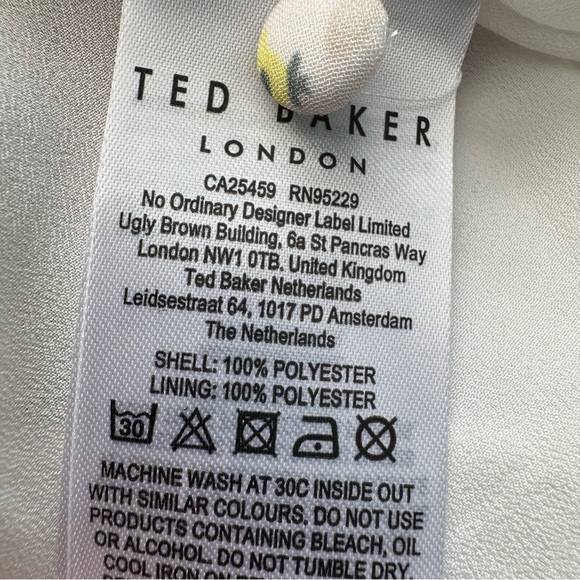 TED BAKER
LONDON
CA25459 RN95229
No Ordinary Designer Label Limited
Ugly Brown Building, 6a St Pancras Way
London NW1 0TB, United Kingdom
Ted Baker Netherlands
Leidsestraat 64, 1017 PD Amsterdam
The Netherlands
SHELL: 100% POLYESTER
LINING: 100% POLYESTER
30
MACHINE WASH AT 30C INSIDE OUT
WITH SIMILAR COLOURS. DO NOT USE
PRODUCTS CONTAINING BLEACH, OIL
OR ALCOHOL. DO NOT TUMBLE DRY.
COOL IRON ON